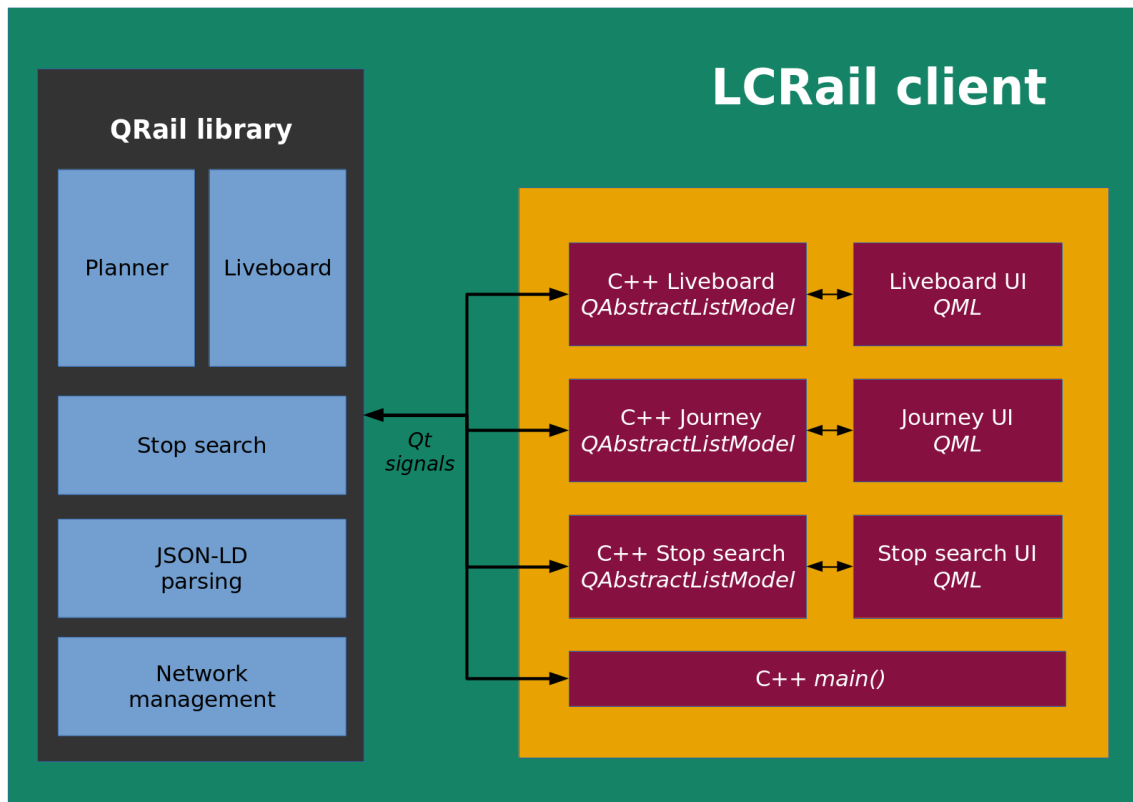 LCRail client
QRail library
Planner
Liveboard
Stop search
JSON-LD
parsing
Network
management
Qt
signals
C++ Liveboard
QAbstractListModel
Liveboard UI
QML
C++ Journey
QAbstractListModel
Journey UI
QML
C++ Stop search
QAbstractListModel
Stop search UI
QML
C++ main()